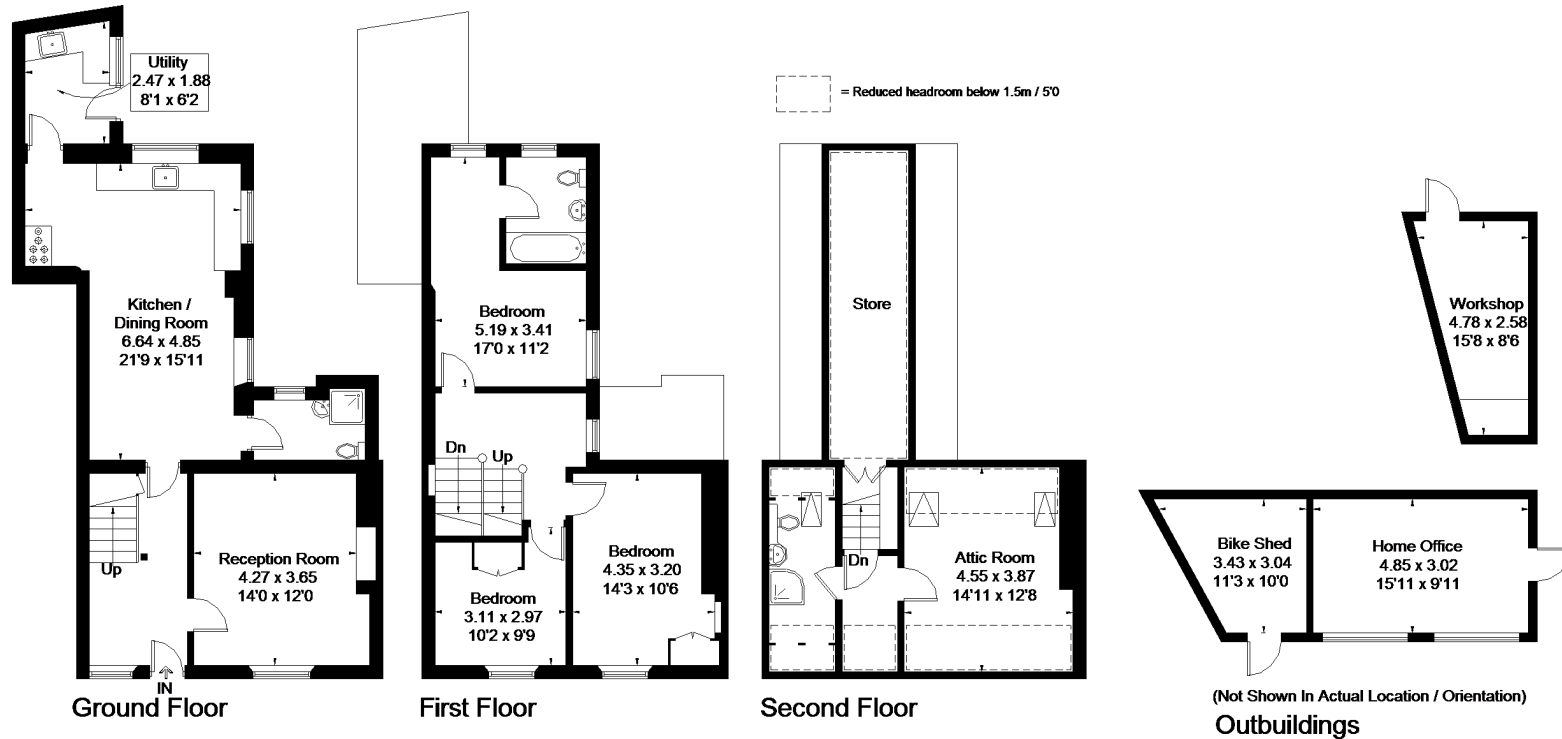 Utility
2.47 x 1.88
8'1 x 6'2
Kitchen /
Dining Room
6.64 x 4.85
21'9 x 15'11
Up
Reception Room
4.27 x 3.65
14'0 x 12'0
IN
Ground Floor
Bedroom
5.19 x 3.41
17'0 x 11'2
Dn
Up
Bedroom
3.11 x 2.97
10'2 x 9'9
Bedroom
4.35 x 3.20
14'3 x 10'6
First Floor
= Reduced headroom below 1.5m / 5'0
Store
Dn
Attic Room
4.55 x 3.87
14'11 x 12'8
Second Floor
Workshop
4.78 x 2.58
15'8 x 8'6
Bike Shed
3.43 x 3.04
11'3 x 10'0
Home Office
4.85 x 3.02
15'11 x 9'11
(Not Shown In Actual Location / Orientation)
Outbuildings